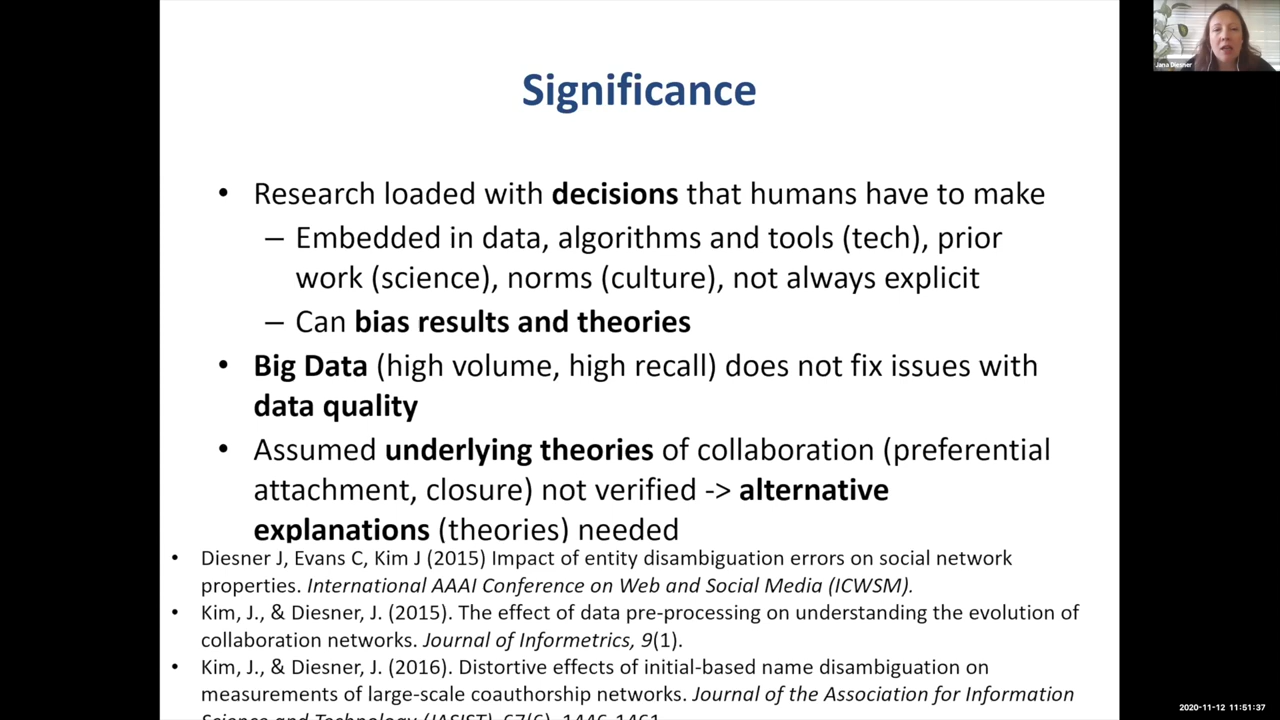 Significance
• Research loaded with decisions that humans have to make
– Embedded in data, algorithms and tools (tech), prior
work (science), norms (culture), not always explicit
– Can bias results and theories
• Big Data (high volume, high recall) does not fix issues with
data quality
• Assumed underlying theories of collaboration (preferential
attachment, closure) not verified -> alternative
explanations (theories) needed
• Diesner J, Evans C, Kim J (2015) Impact of entity disambiguation errors on social network
properties. International AAAI Conference on Web and Social Media (ICWSM).
• Kim, J., & Diesner, J. (2015). The effect of data pre-processing on understanding the evolution of
collaboration networks. Journal of Informetrics, 9(1).
• Kim, J., & Diesner, J. (2016). Distortive effects of initial-based name disambiguation on
measurements of large-scale coauthorship networks. Journal of the Association for Information
Science and Technology (JASIST), 67(6), 1446-1461
Jana Diesner
2020-11-12 11:51:37